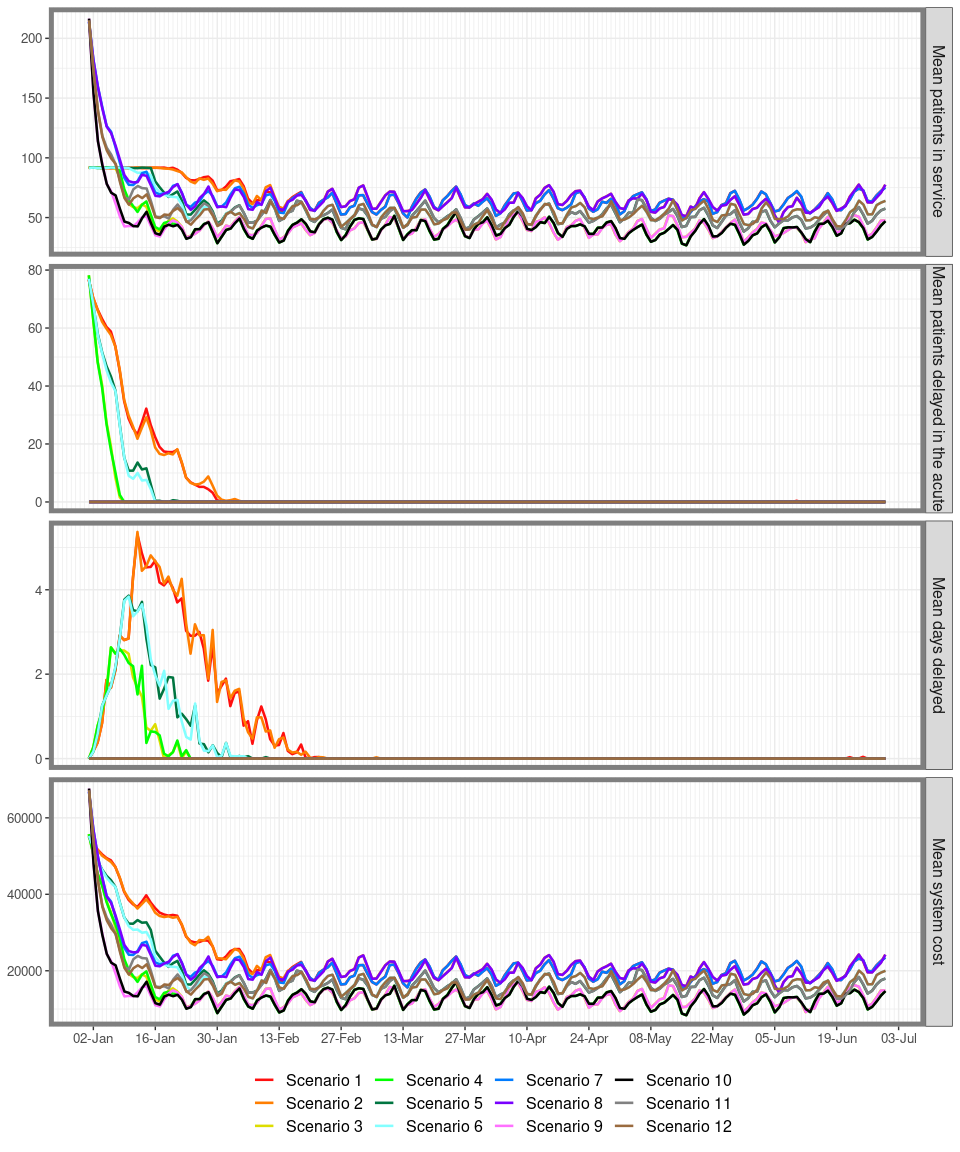 200
150
100
50
Mean patients in service
80
60
40
20
0
Mean patients delayed in the acute
4
2
0
Mean days delayed
60000
40000
20000
Mean system cost
02-Jan 16-Jan 30-Jan 13-Feb 27-Feb 13-Mar 27-Mar 10-Apr 24-Apr 08-May 22-May 05-Jun 19-Jun 03-Jul
Scenario 1 Scenario 4 Scenario 7 Scenario 10
Scenario 2 Scenario 5 Scenario 8 Scenario 11
Scenario 3 Scenario 6 Scenario 9 Scenario 12